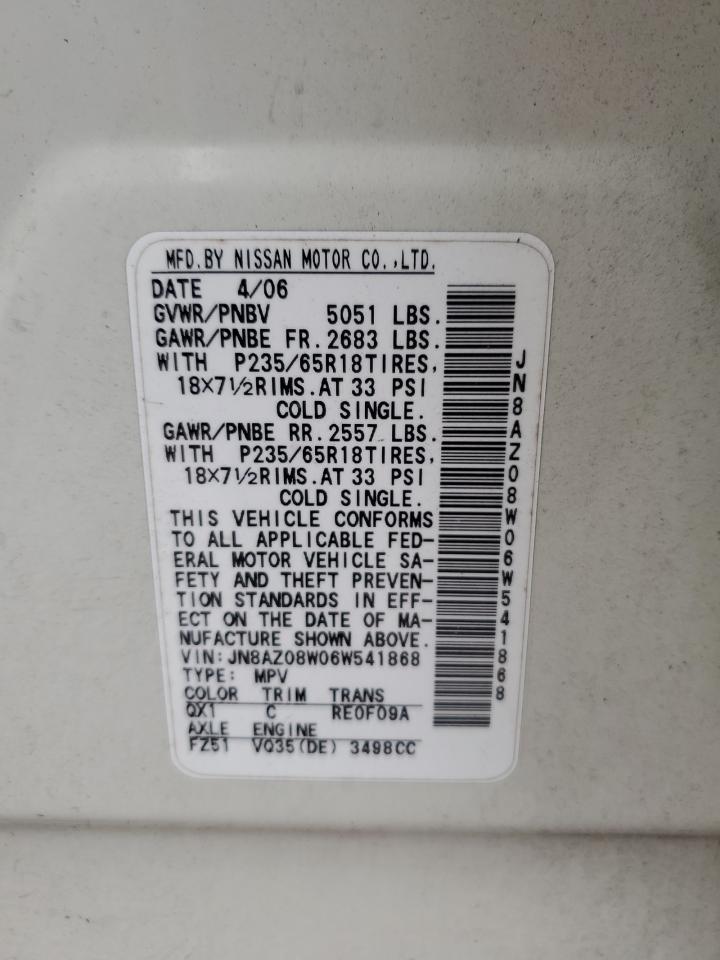 MFD.BY NISSAN MOTOR CO.,LTD.
DATE 4/06
GVWR/PNBV 5051 LBS.
GAWR/PNBE FR.2683 LBS.
WITH P235/65R18TIRES,
18×7½RIMS.AT 33 PSI
COLD SINGLE.
GAWR/PNBE RR.2557 LBS.
WITH P235/65R18TIRES,
18×7½RIMS.AT 33 PSI
COLD SINGLE.
THIS VEHICLE CONFORMS
TO ALL APPLICABLE FED-
ERAL MOTOR VEHICLE SA-
FETY AND THEFT PREVEN-
TION STANDARDS IN EFF-
ECT ON THE DATE OF MA-
NUFACTURE SHOWN ABOVE.
VIN:JN8AZ08W06W541868
TYPE: MPV
COLOR TRIM TRANS
QX1 C RE0F09A
AXLE ENGINE
FZ51 VQ35(DE) 3498CC
JN8AZ08W06W541868